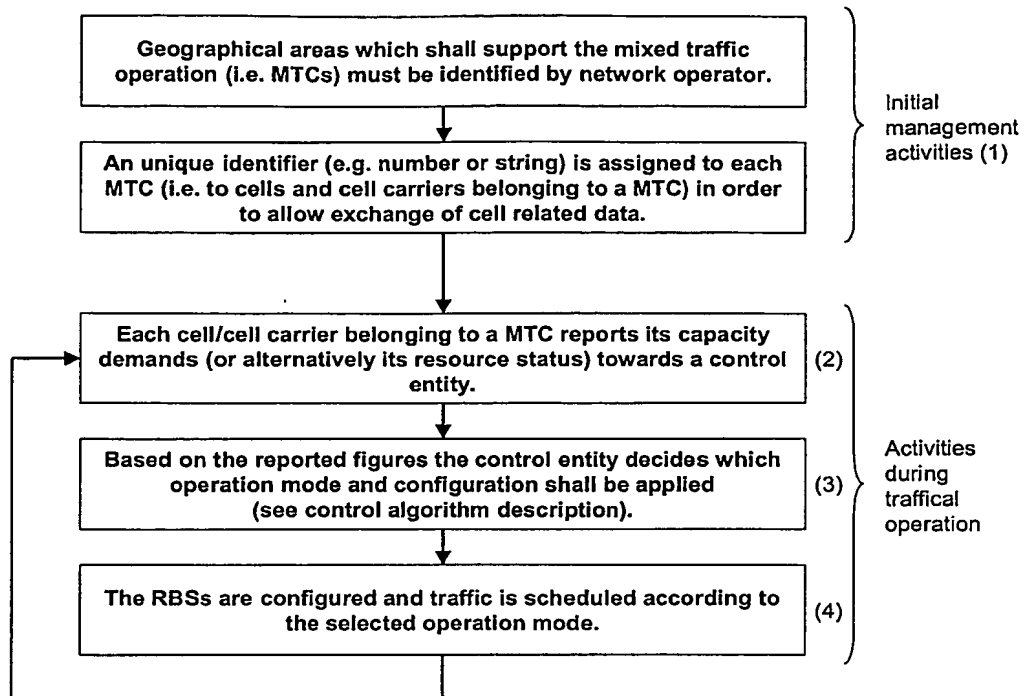 Geographical areas which shall support the mixed traffic
operation (i.e. MTCs) must be identified by network operator.
Initial
management
activities (1)
An unique identifier (e.g. number or string) is assigned to each
MTC (i.e. to cells and cell carriers belonging to a MTC) in order
to allow exchange of cell related data.
Each cell/cell carrier belonging to a MTC reports its capacity
demands (or alternatively its resource status) towards a control
entity.
(2)
Based on the reported figures the control entity decides which
operation mode and configuration shall be applied
(see control algorithm description).
(3)
Activities
during
traffical
operation
The RBSs are configured and traffic is scheduled according to
the selected operation mode.
(4)